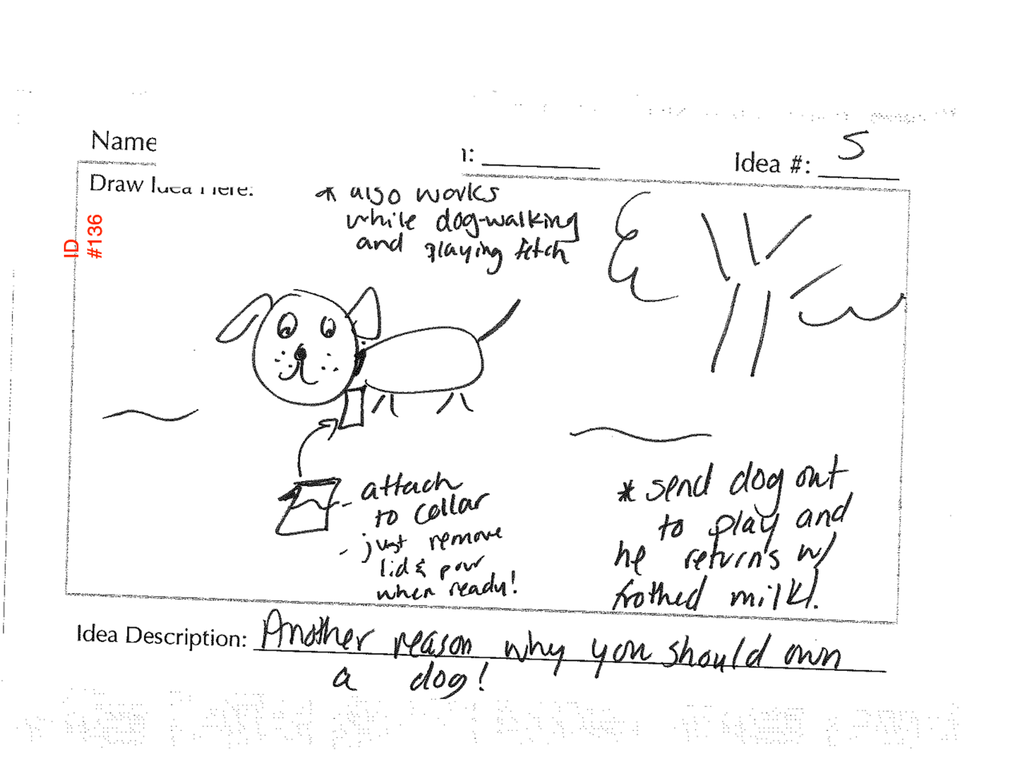 Name
Idea #: 5
Draw Idea Here:
ID
#136
* also works
while dog-walking
and playing fetch
- attach
to collar
- just remove
lid & pour
when ready!
* send dog out
to play and
he returns w/
frothed milk!
Idea Description: Another reason why you should own
a dog!